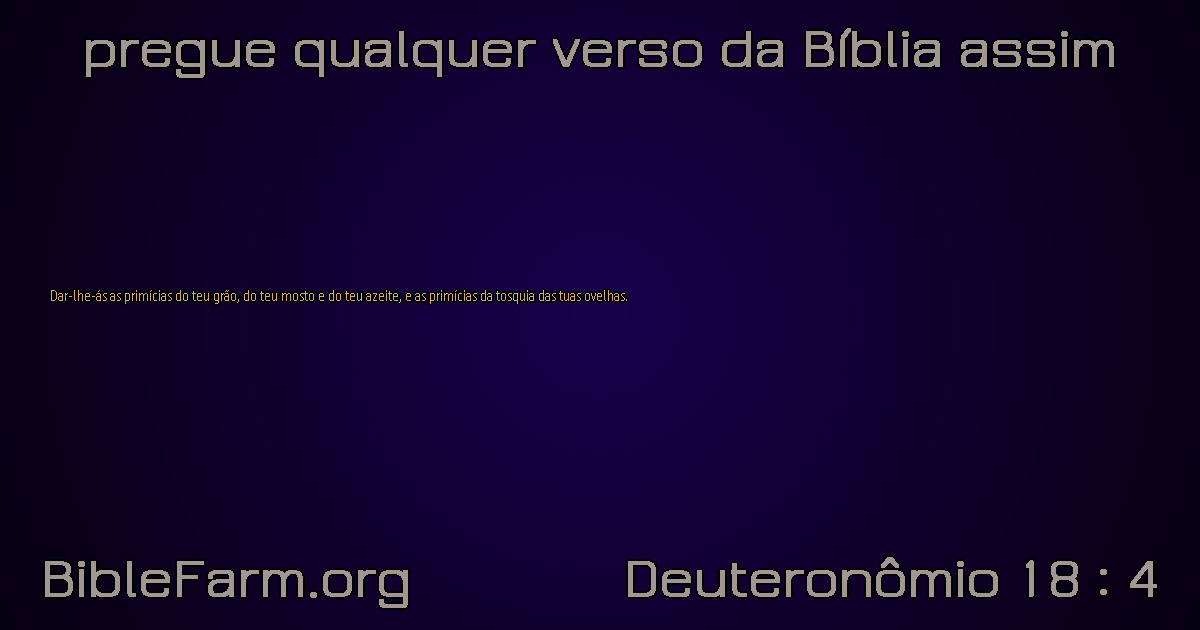 pregue qualquer verso da Bíblia assim
Dar-lhe-ás as primícias do teu grão, do teu mosto e do teu azeite, e as primícias da tosquia das tuas ovelhas.
BibleFarm.org
Deuteronômio 18 : 4